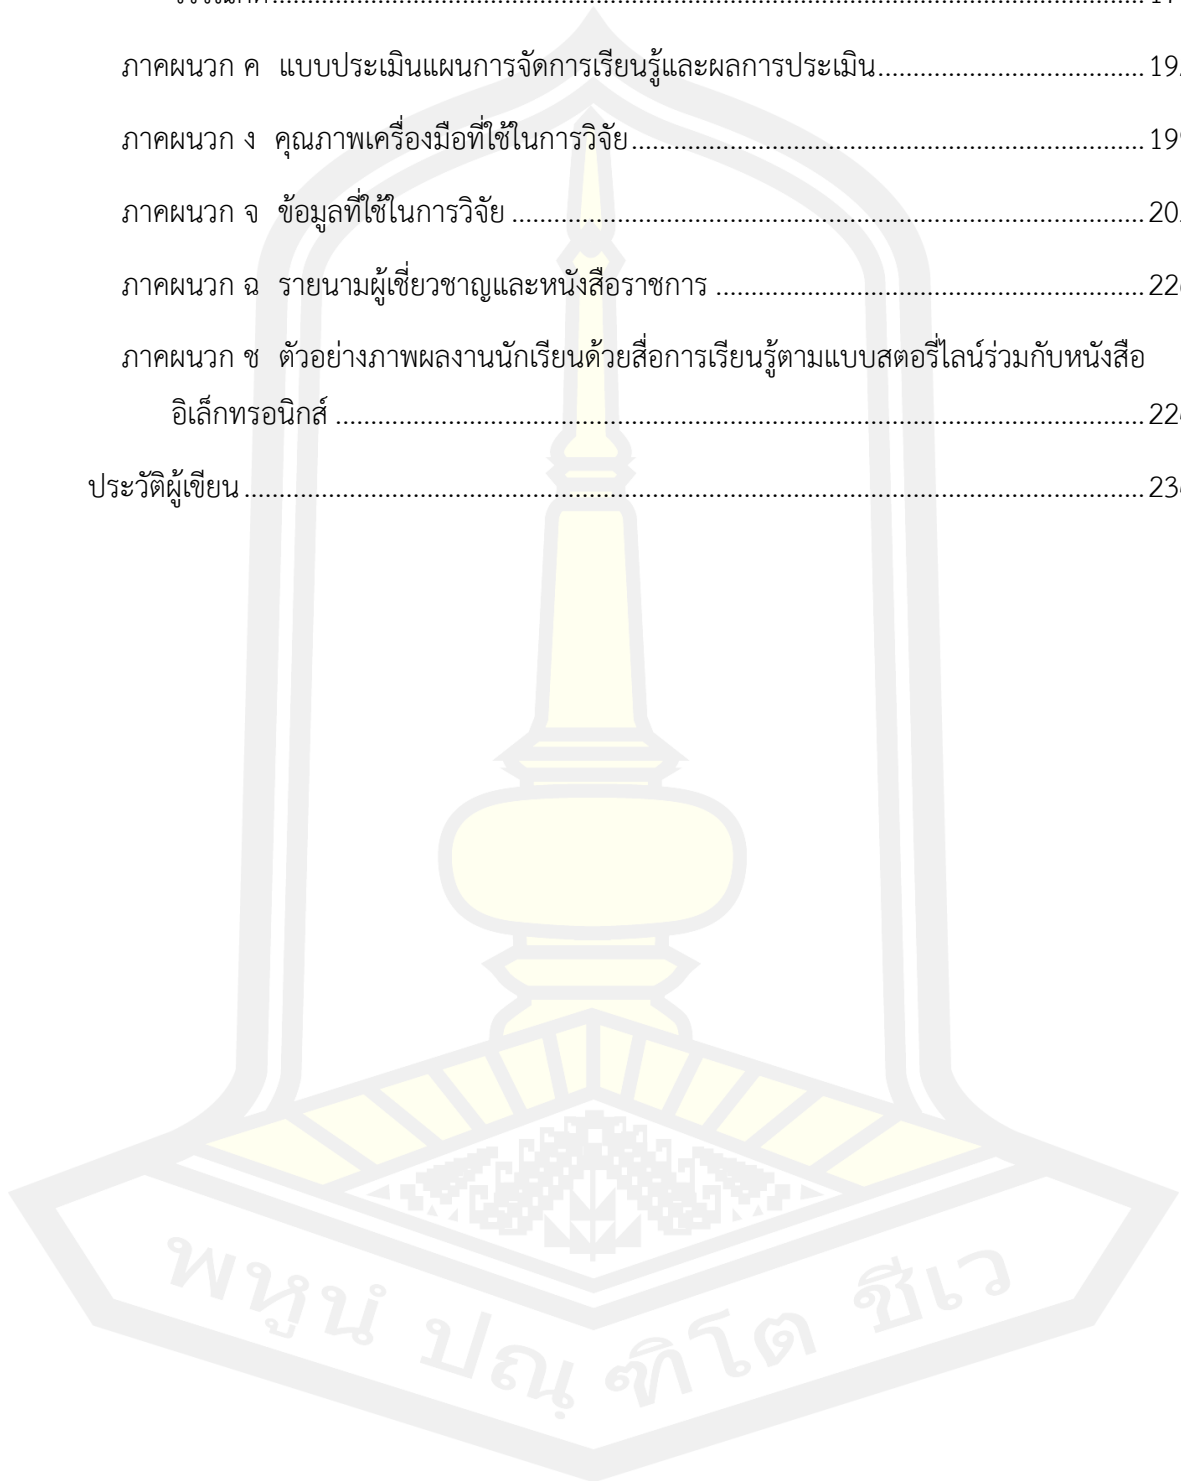 ภาคผนวก ค แบบประเมินแผนการจัดการเรียนรู้และผลการประเมิน.......................................... 19
ภาคผนวก ง คุณภาพเครื่องมือที่ใช้ในการวิจัย.................................................................................. 19
ภาคผนวก จ ข้อมูลที่ใช้ในการวิจัย .................................................................................................... 20
ภาคผนวก ฉ รายนามผู้เชี่ยวชาญและหนังสือราชการ .................................................................... 22
ภาคผนวก ช ตัวอย่างภาพผลงานนักเรียนด้วยสื่อการเรียนรู้ตามแบบสตอรี่ไลน์ร่วมกับหนังสือ
อิเล็กทรอนิกส์ ................................................................................................................................. 22
ประวัติผู้เขียน ................................................................................................................................. 23
พหูนํ ปณฺฑิโต ชีเว